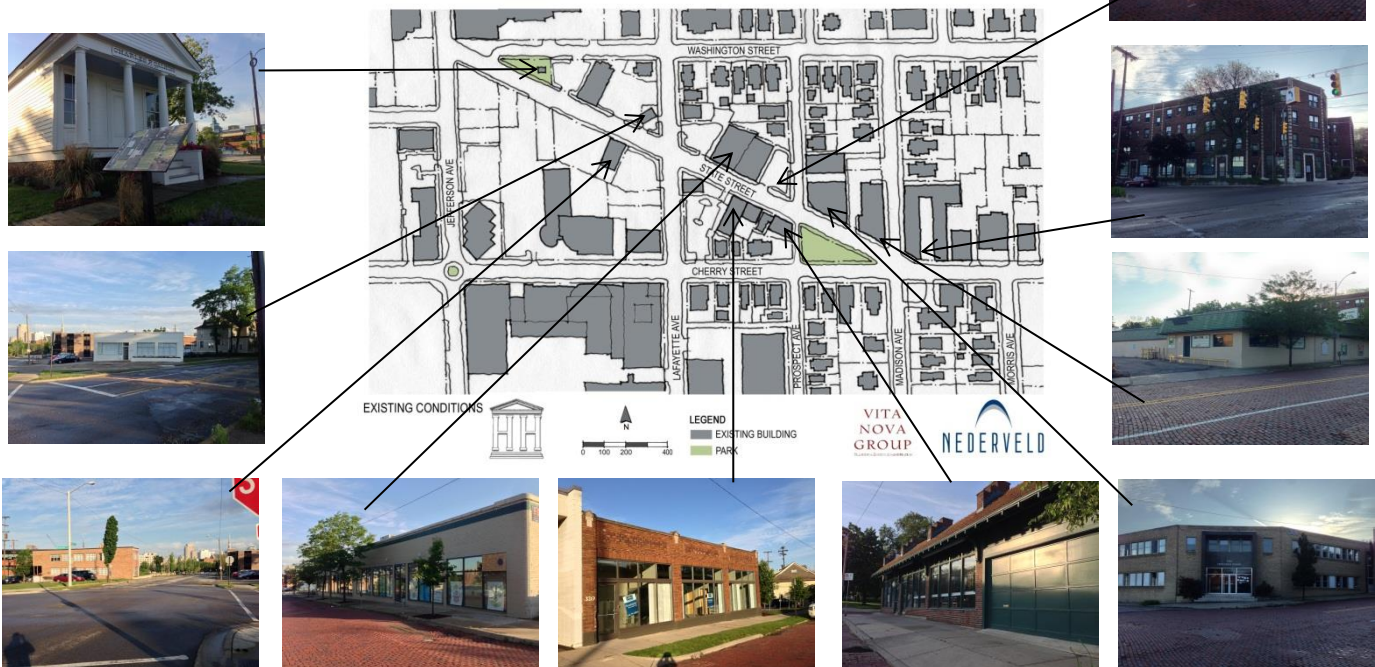 WASHINGTON STREET
JEFFERSON AVE
STATE STREET
CHERRY STREET
LAFAYETTE AVE
PROSPECT AVE
MADISON AVE
MORRIS AVE
EXISTING CONDITIONS
N
0 100 200 400
LEGEND
EXISTING BUILDING
PARK
VITA
NOVA
GROUP
NEDERVELD
S